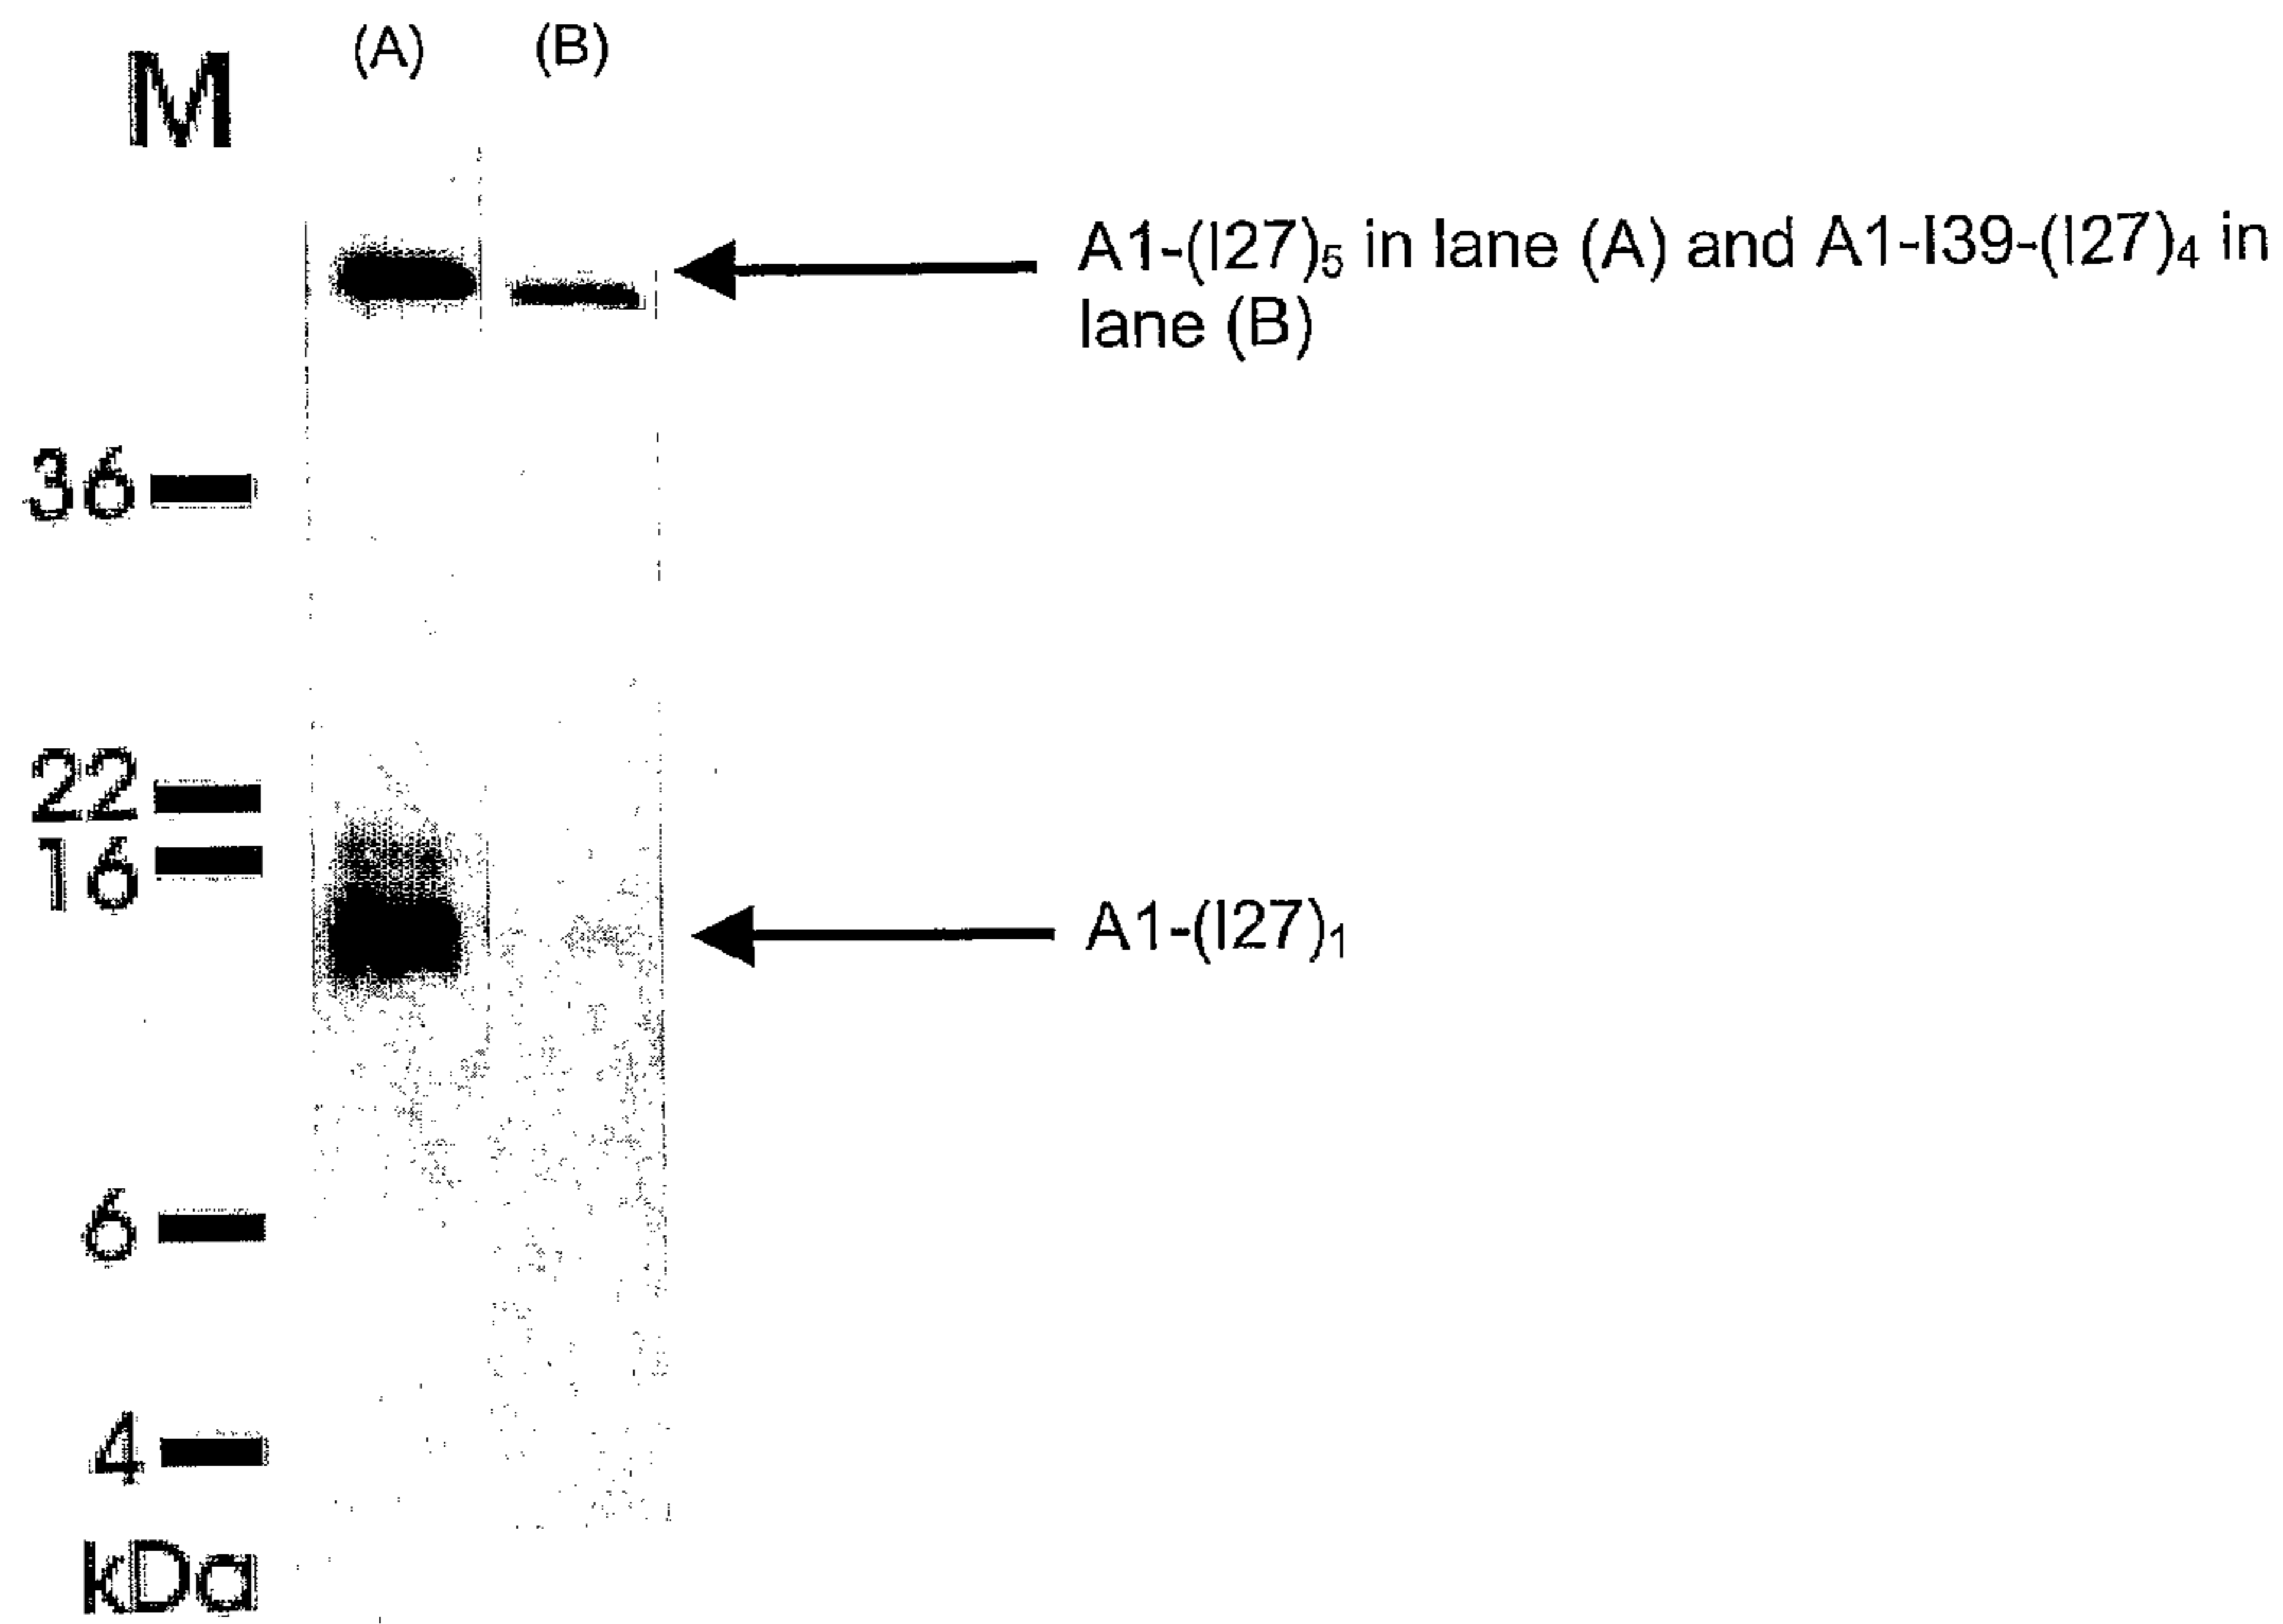 M (A) (B)
A1-(I27)₅ in lane (A) and A1-I39-(I27)₄ in
lane (B)
36
22
16
A1-(I27)₁
6
4
kDa